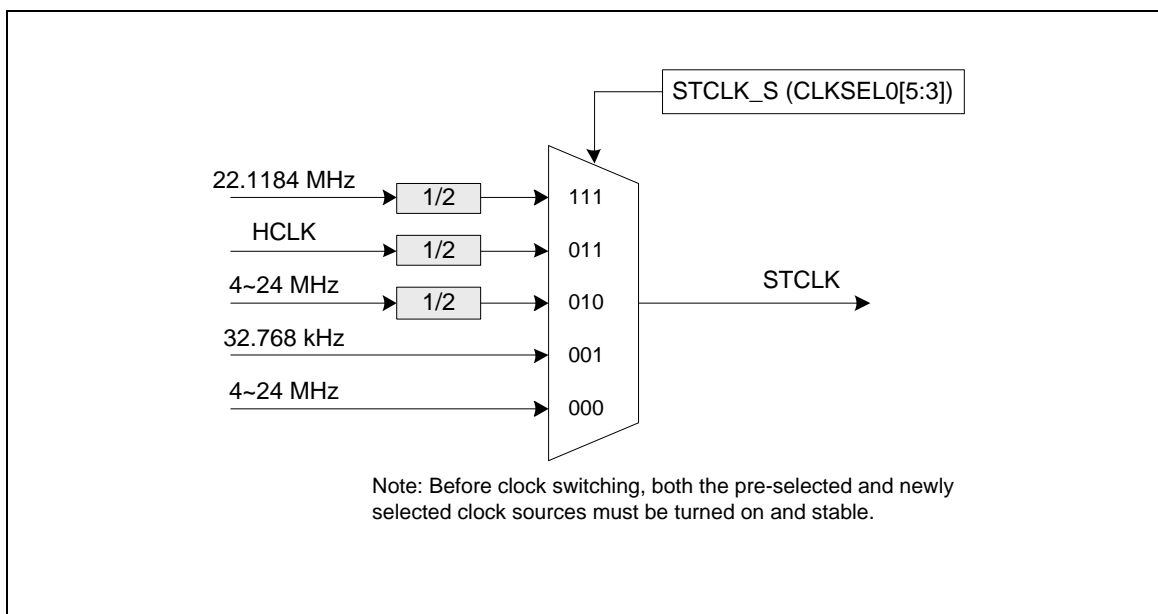 STCLK_S (CLKSEL0[5:3])
22.1184 MHz
1/2
111
HCLK
1/2
011
4~24 MHz
1/2
010
STCLK
32.768 kHz
001
4~24 MHz
000
Note: Before clock switching, both the pre-selected and newly
selected clock sources must be turned on and stable.